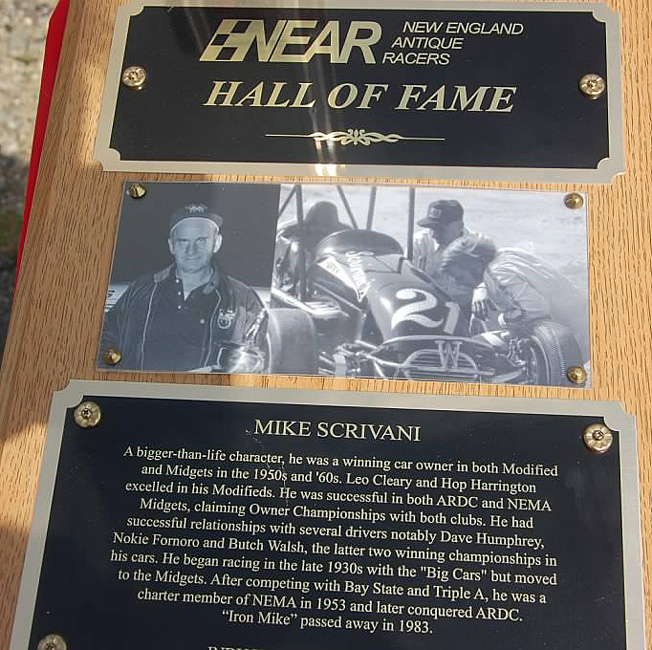 NEAR NEW ENGLAND
ANTIQUE
RACERS
HALL OF FAME
21
W
MIKE SCRIVANI
A bigger-than-life character, he was a winning car owner in both Modified
and Midgets in the 1950s and '60s. Leo Cleary and Hop Harrington
excelled in his Modifieds. He was successful in both ARDC and NEMA
Midgets, claiming Owner Championships with both clubs. He had
successful relationships with several drivers notably Dave Humphrey,
Nokie Fornoro and Butch Walsh, the latter two winning championships in
his cars. He began racing in the late 1930s with the "Big Cars" but moved
to the Midgets. After competing with Bay State and Triple A, he was a
charter member of NEMA in 1953 and later conquered ARDC.
“Iron Mike” passed away in 1983.